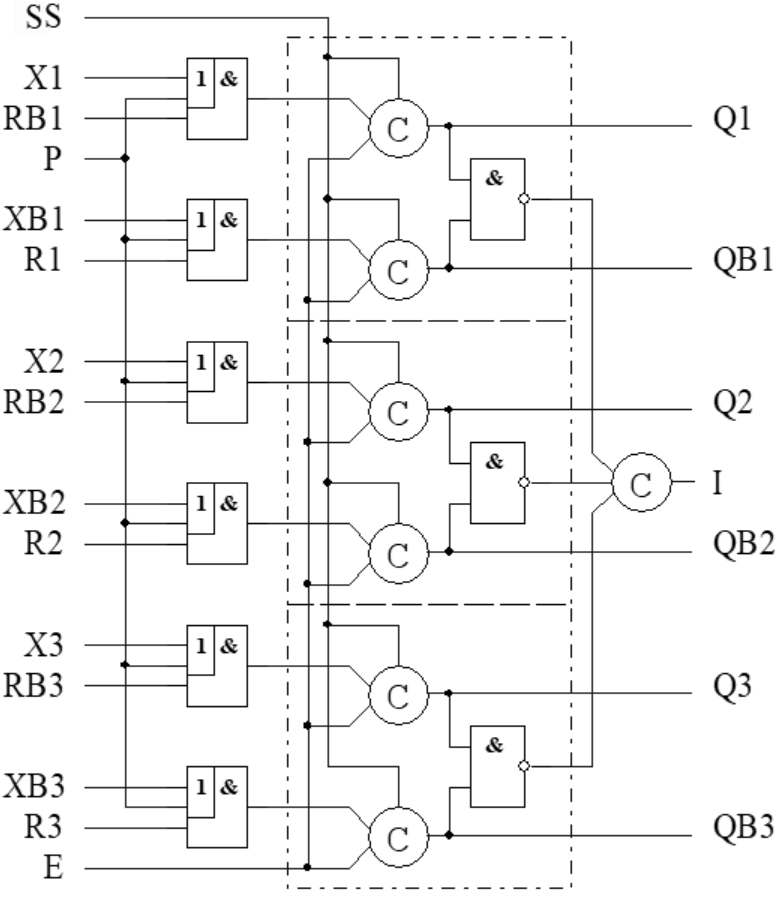 SS
X1 1 &
RB1 C Q1
P
&
XB1 1 &
R1 C QB1
X2 1 &
RB2 C Q2
&
C I
XB2 1 &
R2 C QB2
X3 1 &
RB3 C Q3
&
XB3 1 &
R3 C QB3
E